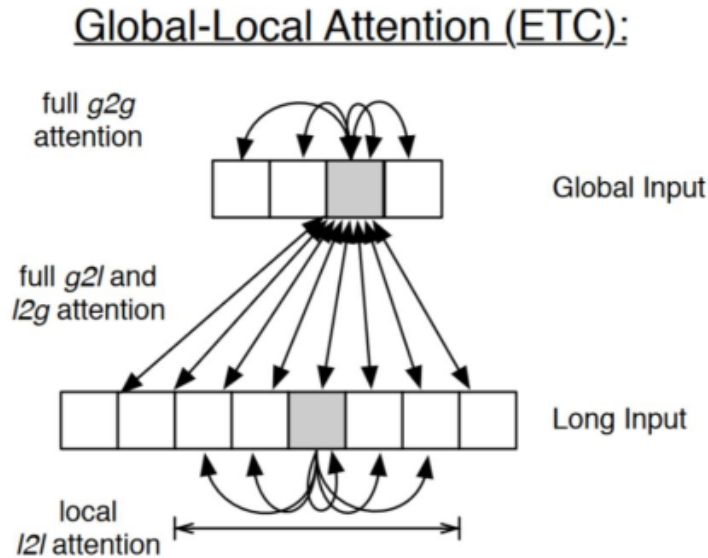 Global-Local Attention (ETC):
full g2g
attention
Global Input
full g2l and
l2g attention
Long Input
local
l2l attention